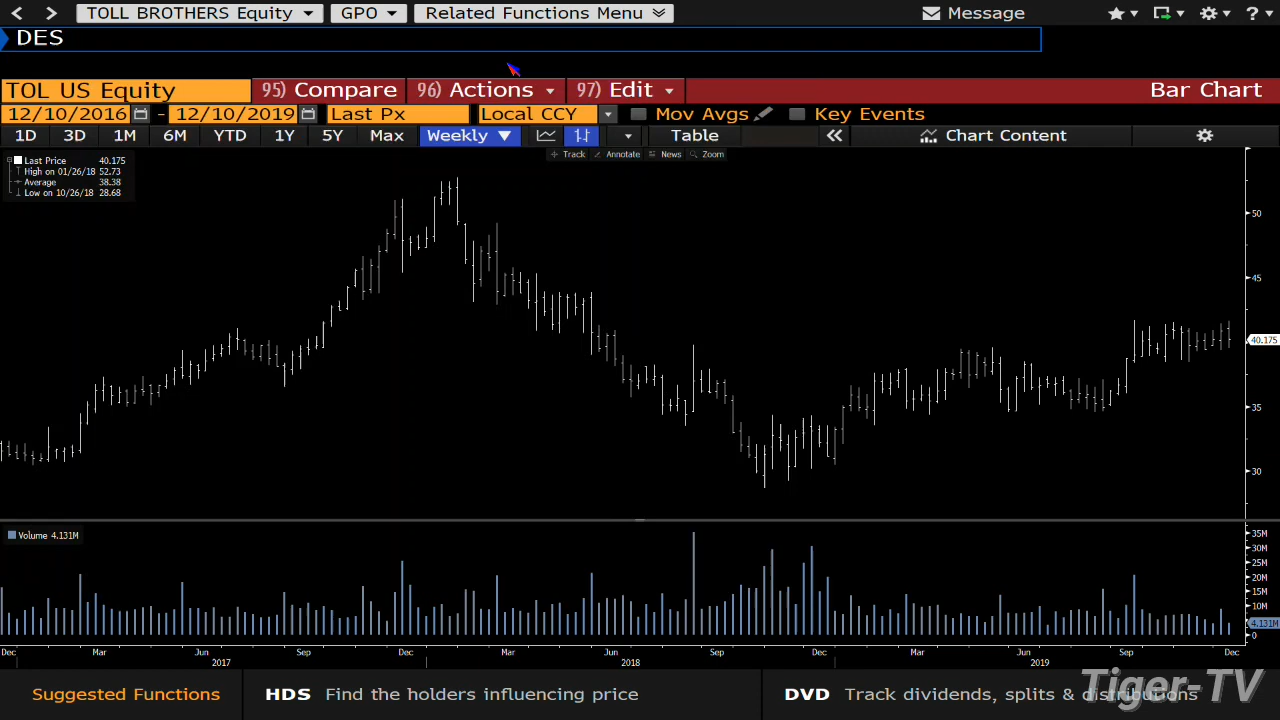 TOLL BROTHERS Equity GPO Related Functions Menu Message ?
DES
TOL US Equity 95) Compare 96) Actions 97) Edit Bar Chart
12/10/2016 - 12/10/2019 Last Px Local CCY Mov Avgs Key Events
1D 3D 1M 6M YTD 1Y 5Y Max Weekly Table Chart Content
Track Annotate News Zoom
Last Price 40.175
High on 01/26/18 52.73
Average 38.38
Low on 10/26/18 28.68
50
45
40.175
35
30
Volume 4.131M
35M
30M
25M
20M
15M
10M
4.131M
0
Dec Mar Jun Sep Dec Mar Jun Sep Dec Mar Jun Sep Dec
2017 2018 2019
Suggested Functions HDS Find the holders influencing price DVD Track dividends, splits & distributions
Tiger-TV